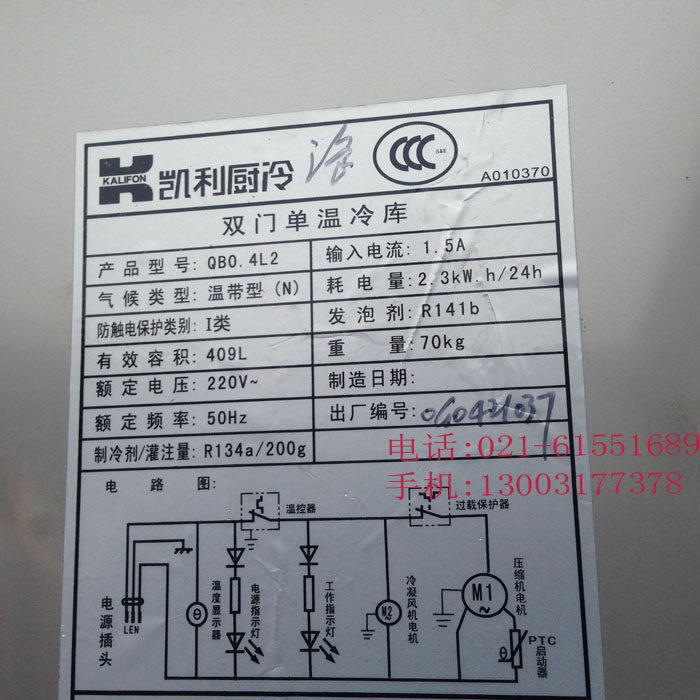 KALIFON 凯利厨冷
S&E
A010370
双门单温冷库
产品型号: QB0.4L2
气候类型: 温带型 (N)
防触电保护类别: I类
有效容积: 409L
额定电压: 220V~
额定频率: 50Hz
制冷剂/灌注量: R134a/200g
输入电流: 1.5A
耗电量: 2.3kW.h/24h
发泡剂: R141b
重量: 70kg
制造日期:
出厂编号:
电话:021-61551689
手机:13003177378
电路图:
温控器
过载保护器
电源插头
LEN
θ
温度显示器
电源指示灯
工作指示灯
M2
~
冷凝风机电机
M1
~
压缩机电机
θ
PTC
启动器